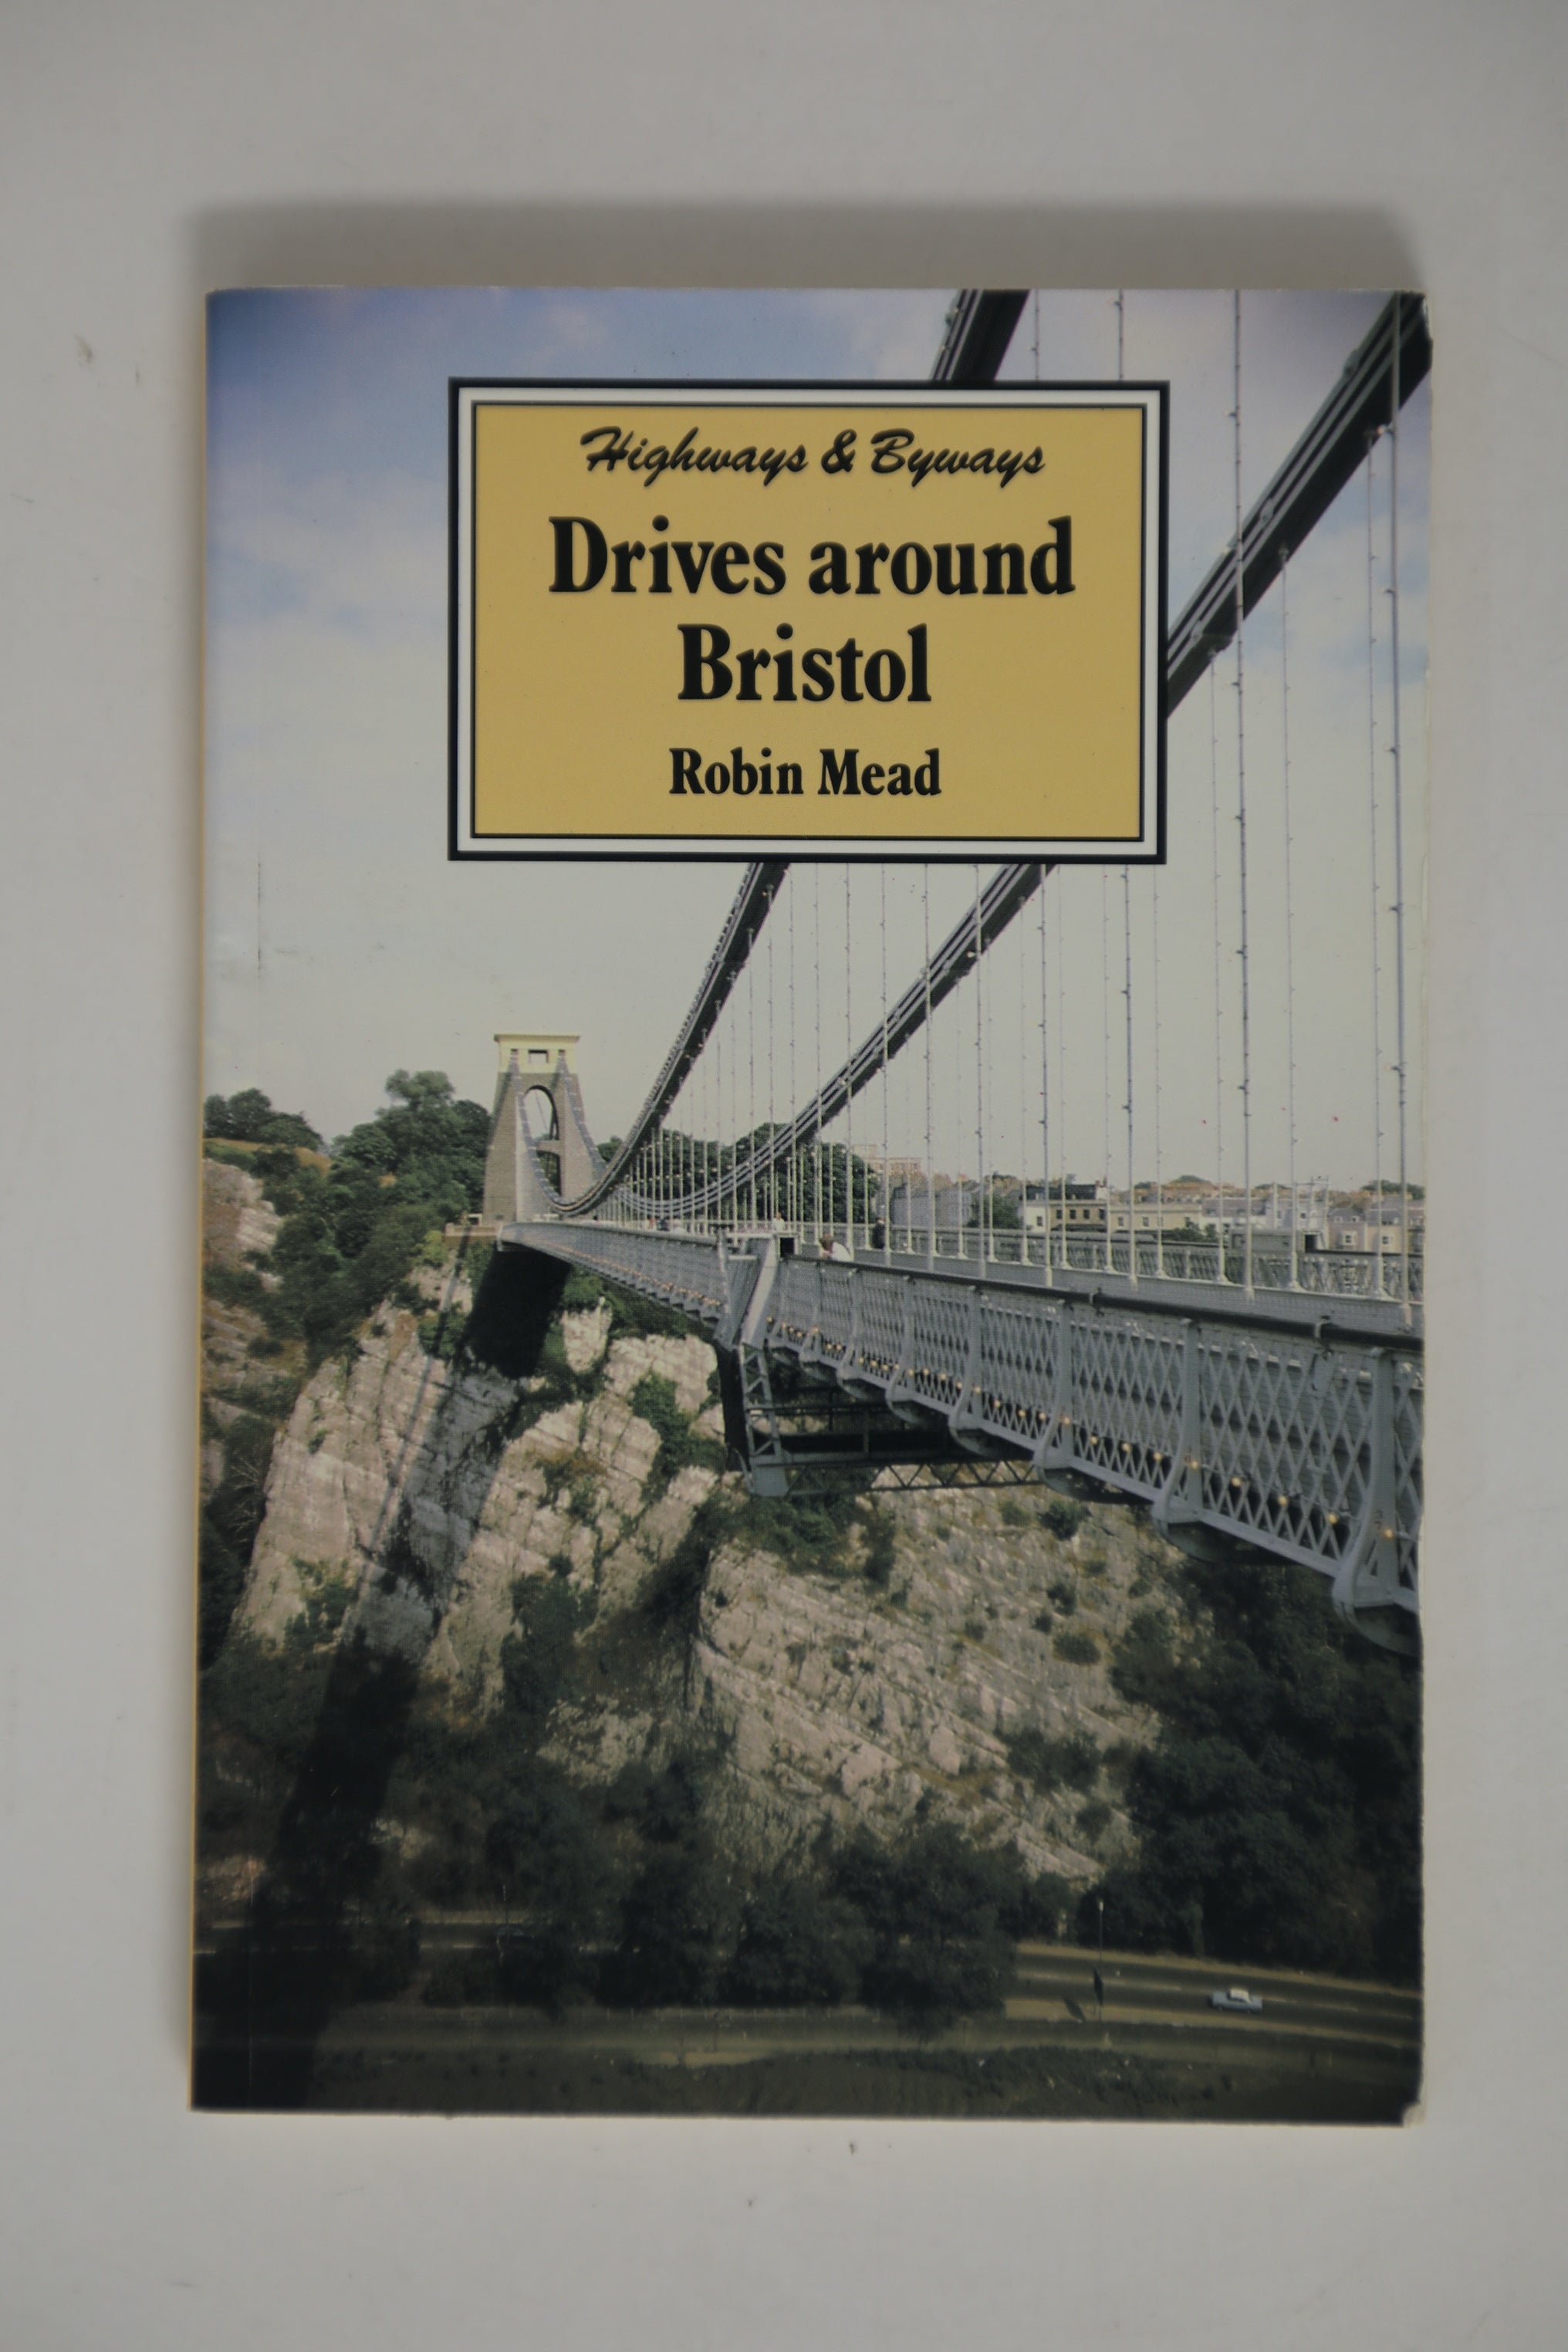 Highways & Byways
Drives around
Bristol
Robin Mead